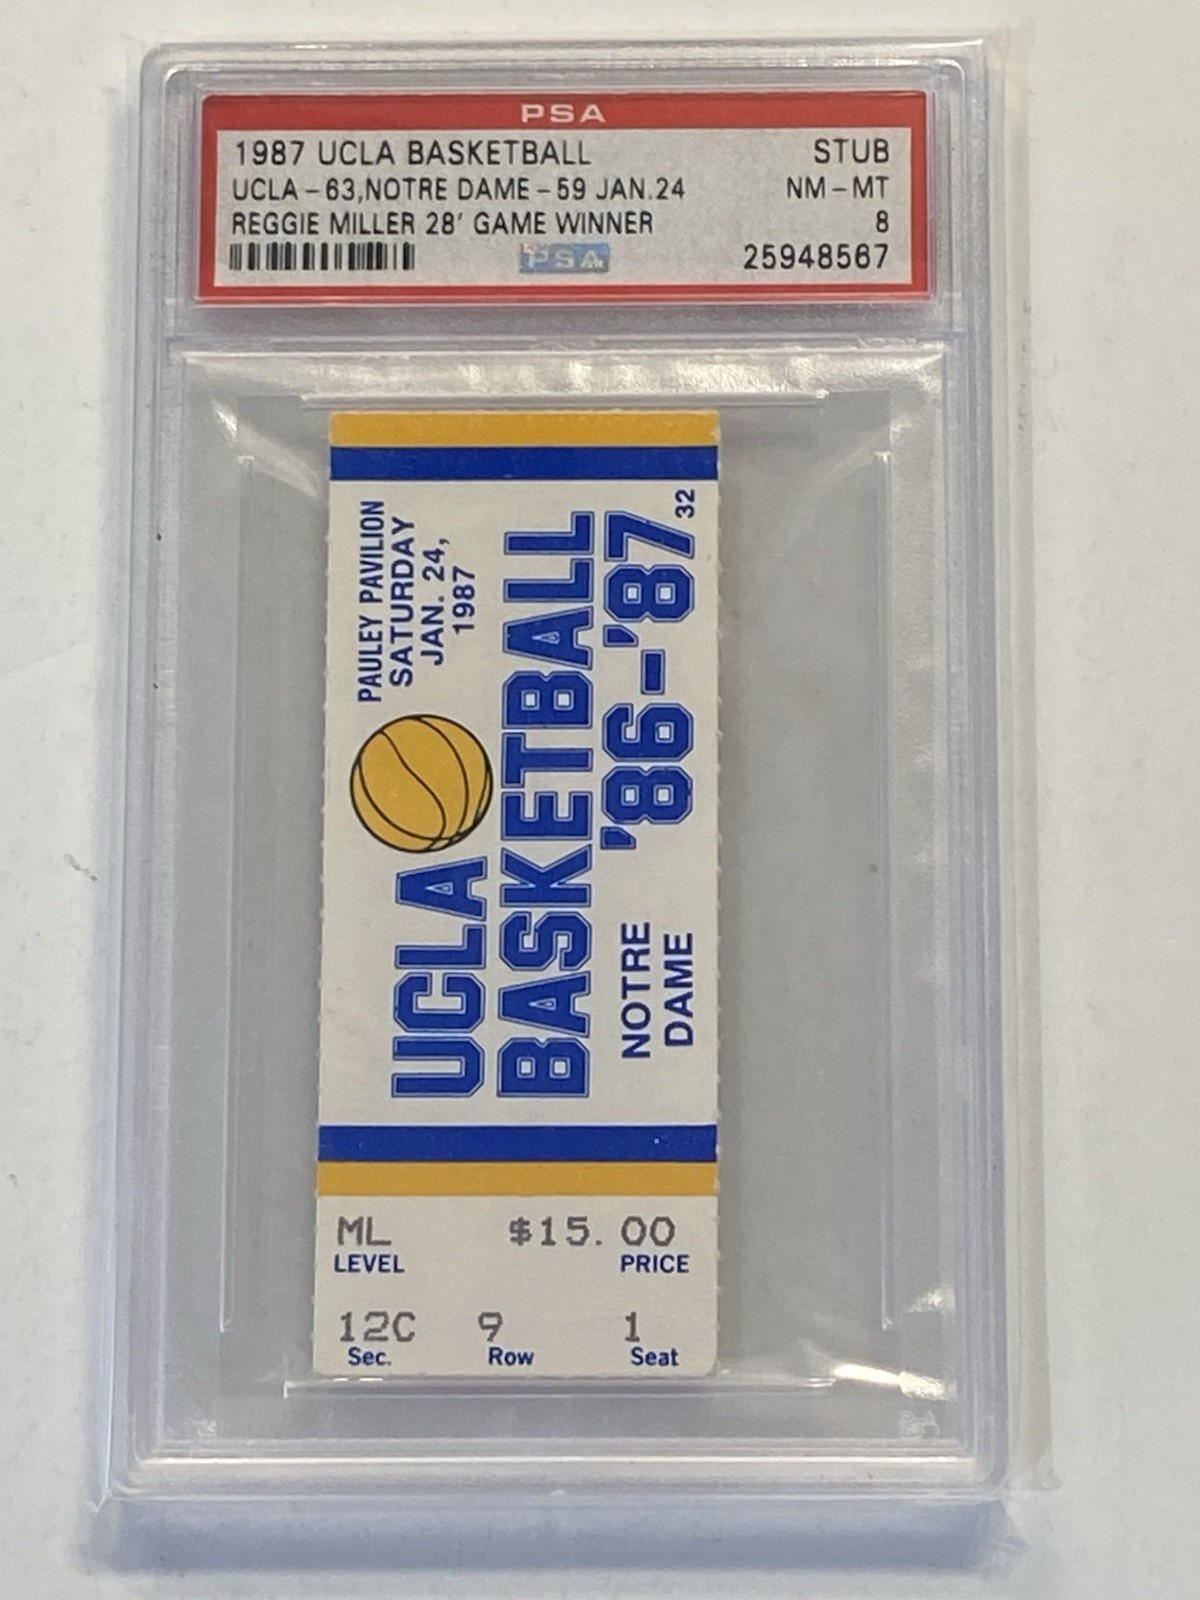 PSA
1987 UCLA BASKETBALL STUB
UCLA-63,NOTRE DAME-59 JAN.24 NM-MT
REGGIE MILLER 28' GAME WINNER 8
PSA 25948567
PAULEY PAVILION
SATURDAY
JAN. 24,
1987
UCLA
BASKETBALL
'86-'87
32
NOTRE
DAME
ML $15.00
LEVEL PRICE
12C 9 1
Sec. Row Seat